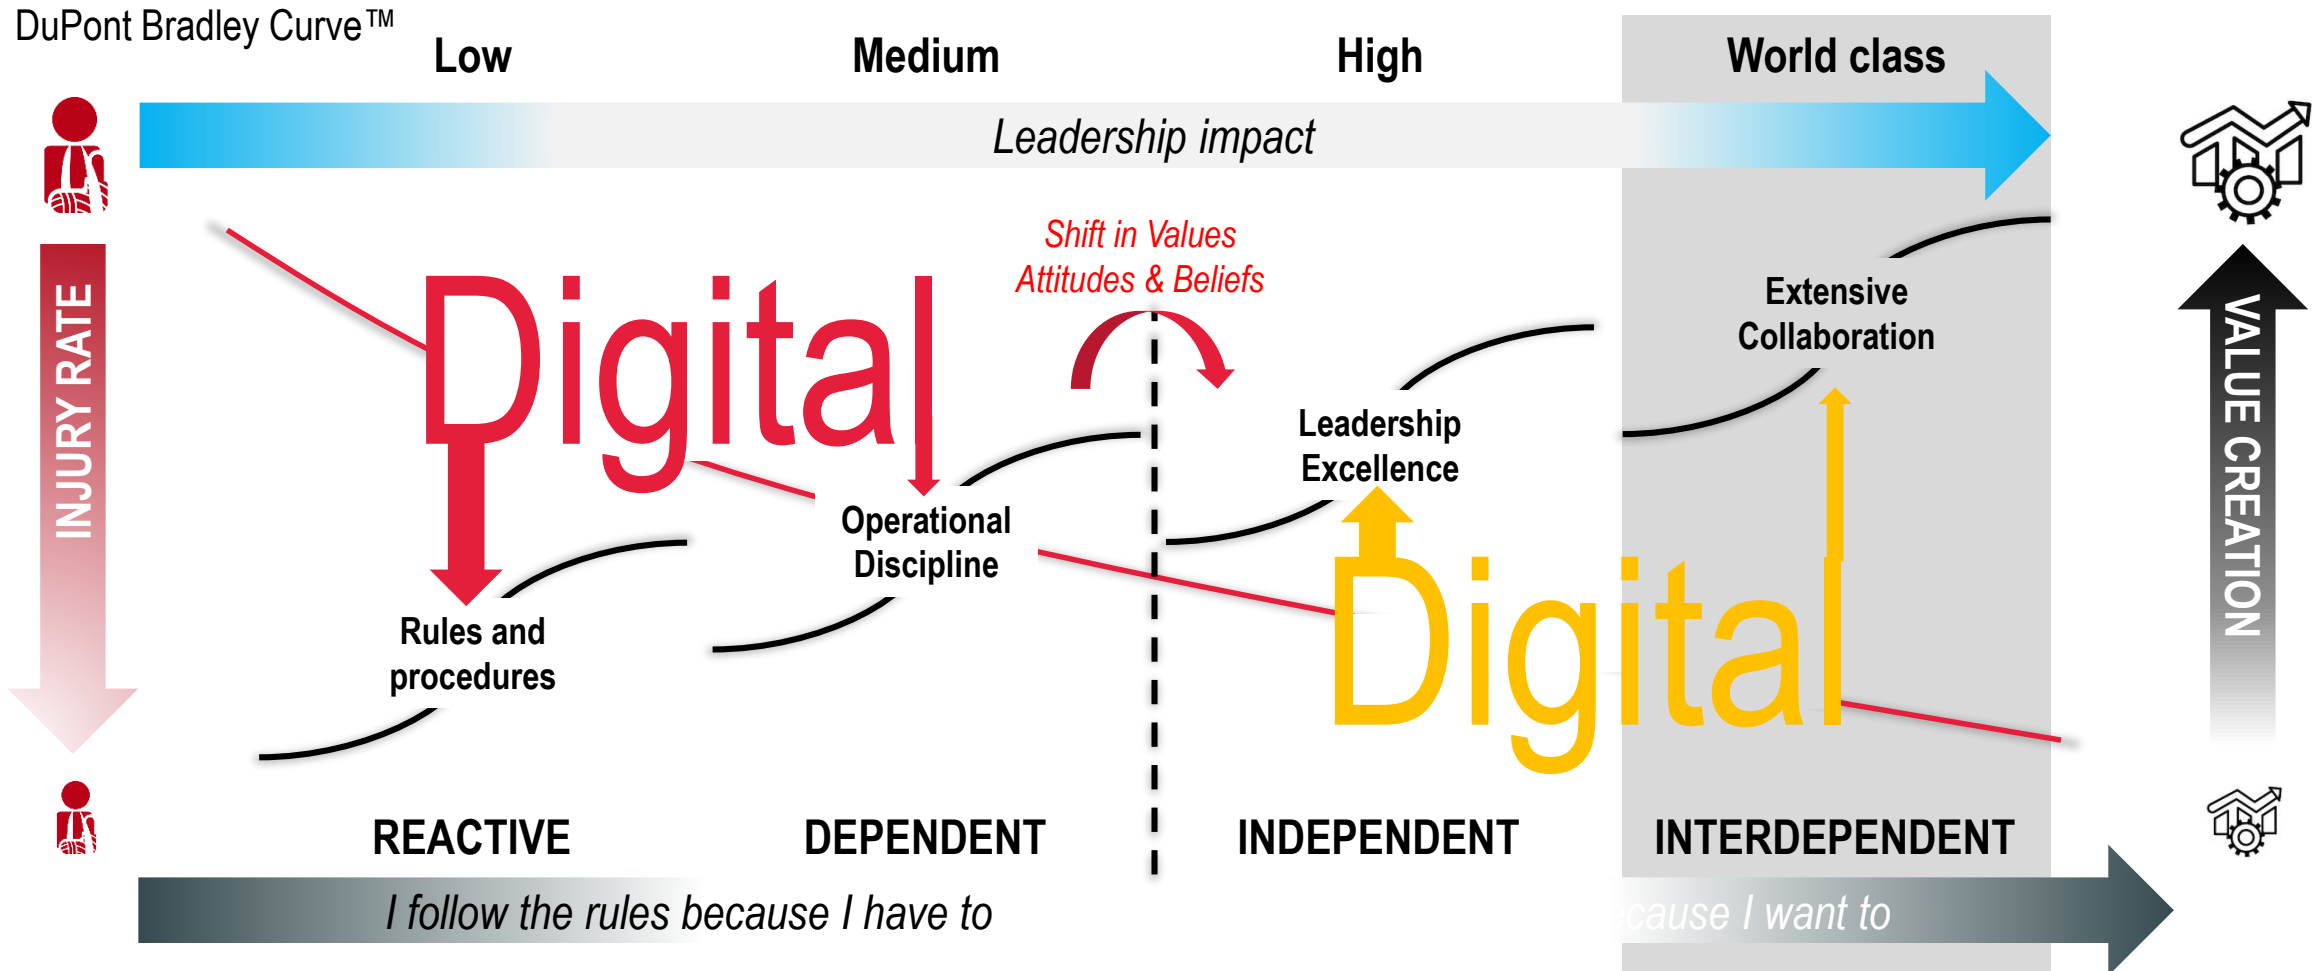 DuPont Bradley Curve™
Low
Medium
High
World class
Leadership impact
Shift in Values
Attitudes & Beliefs
INJURY RATE
Digital
Extensive
Collaboration
VALUE CREATION
Leadership
Excellence
Operational
Discipline
Digital
Rules and
procedures
REACTIVE
DEPENDENT
INDEPENDENT
INTERDEPENDENT
I follow the rules because I have to
I want to